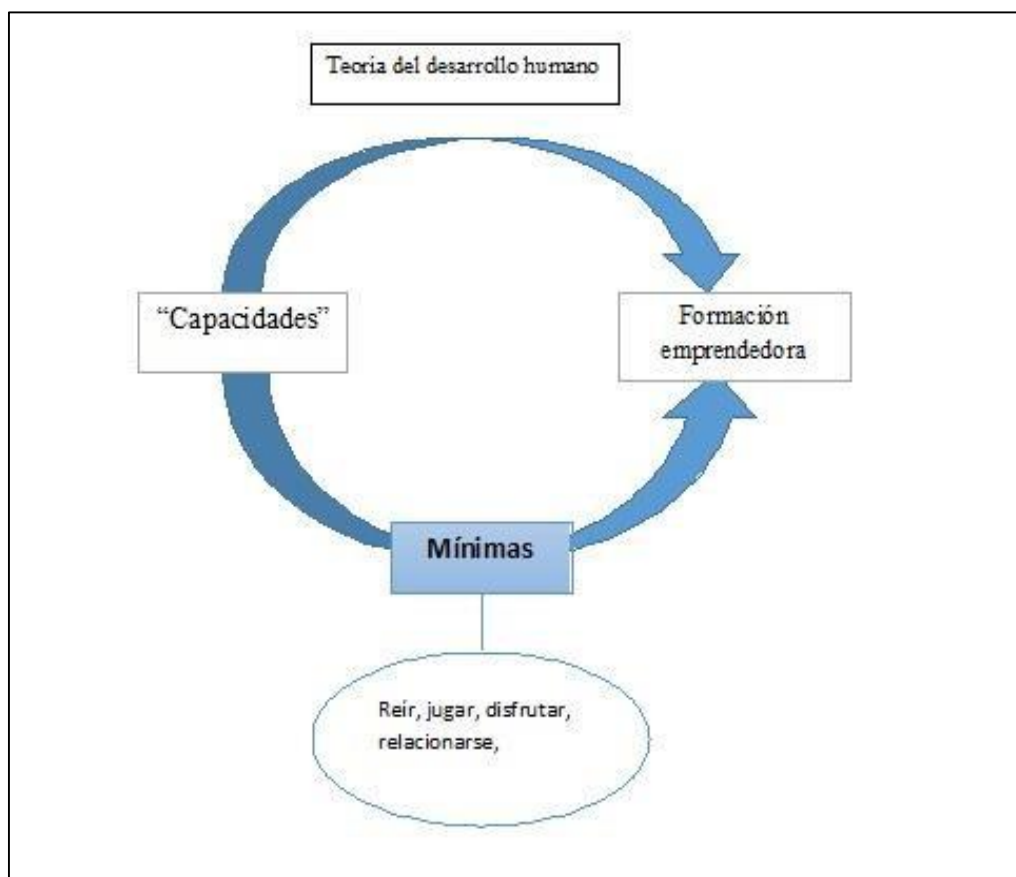 Teoria del desarrollo humano
“Capacidades”
Formación
emprendedora
Mínimas
Reír, jugar, disfrutar,
relacionarse,